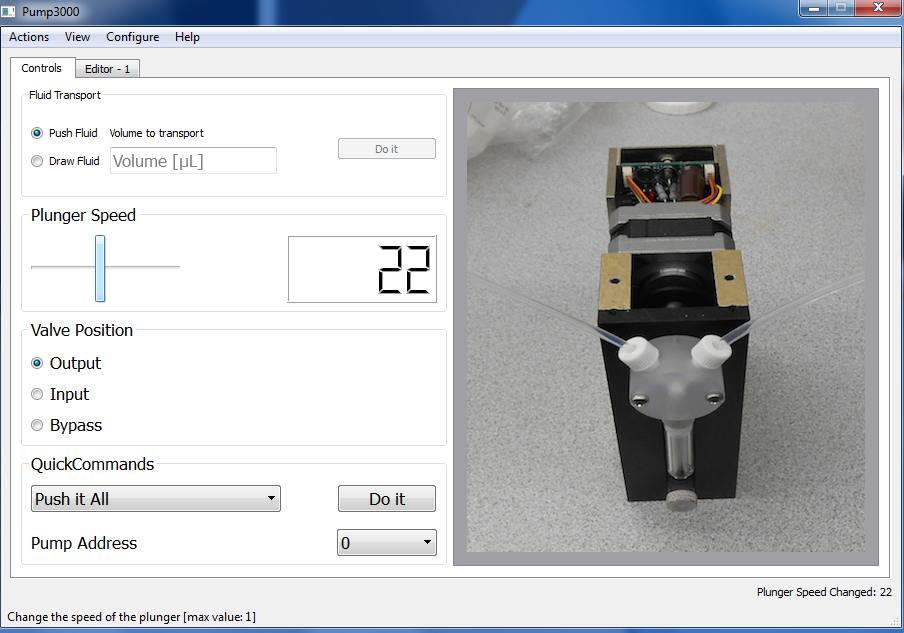 Pump3000
Actions View Configure Help
Controls Editor - 1
Fluid Transport
Push Fluid Volume to transport
Draw Fluid Volume [µL] Do it
Plunger Speed
22
Valve Position
Output
Input
Bypass
QuickCommands
Push it All Do it
Pump Address 0
Plunger Speed Changed: 22
Change the speed of the plunger [max value: 1]